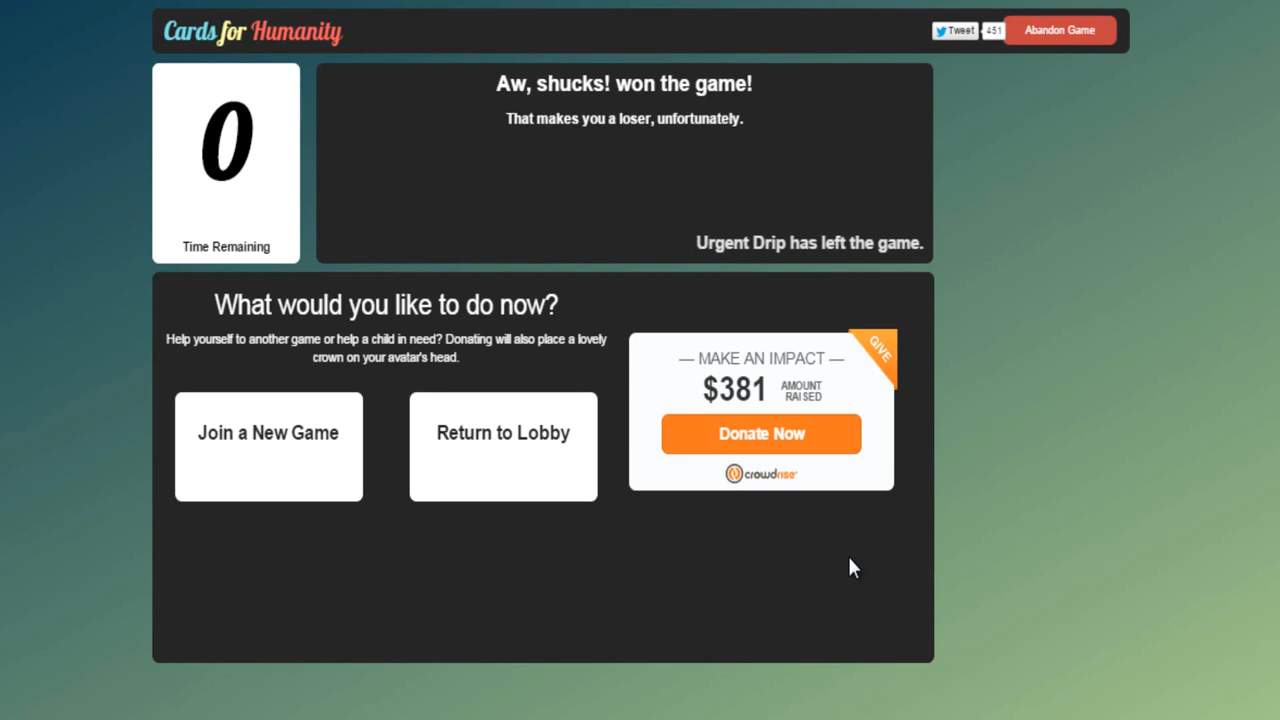 Cards for Humanity
Tweet
451
Abandon Game
0
Time Remaining
Aw, shucks! won the game!
That makes you a loser, unfortunately.
Urgent Drip has left the game.
What would you like to do now?
Help yourself to another game or help a child in need? Donating will also place a lovely
crown on your avatar's head.
Join a New Game
Return to Lobby
GIVE
— MAKE AN IMPACT —
$381 AMOUNT
RAISED
Donate Now
crowdrise